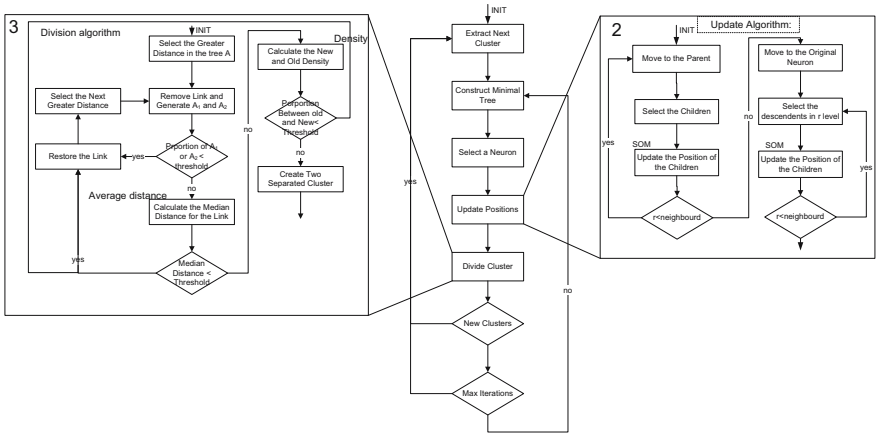 3
Division algorithm
INIT
Select the Greater
Distance in the tree A
Select the Next
Greater Distance
Remove Link and
Generate A1 and A2
Restore the Link
yes
Prportion of A1
or A2 <
threshold
no
Average distance
Calculate the Median
Distance for the Link
yes
Median
Distance <
Threshold
no
Density
Calculate the New
and Old Density
Porportion
Between old
and New<
Threshold
no
Create Two
Separated Cluster
INIT
Extract Next
Cluster
Construct Minimal
Tree
Select a Neuron
yes
Update Positions
Divide Cluster
no
New Clusters
Max Iterations
2
Update Algorithm:
INIT
Move to the Parent
Select the Children
yes
SOM
Update the Position of
the Children
r<neighbourd
no
Move to the Original
Neuron
Select the
descendents in r level
SOM
Update the Position of
the Children
yes
r<neighbourd